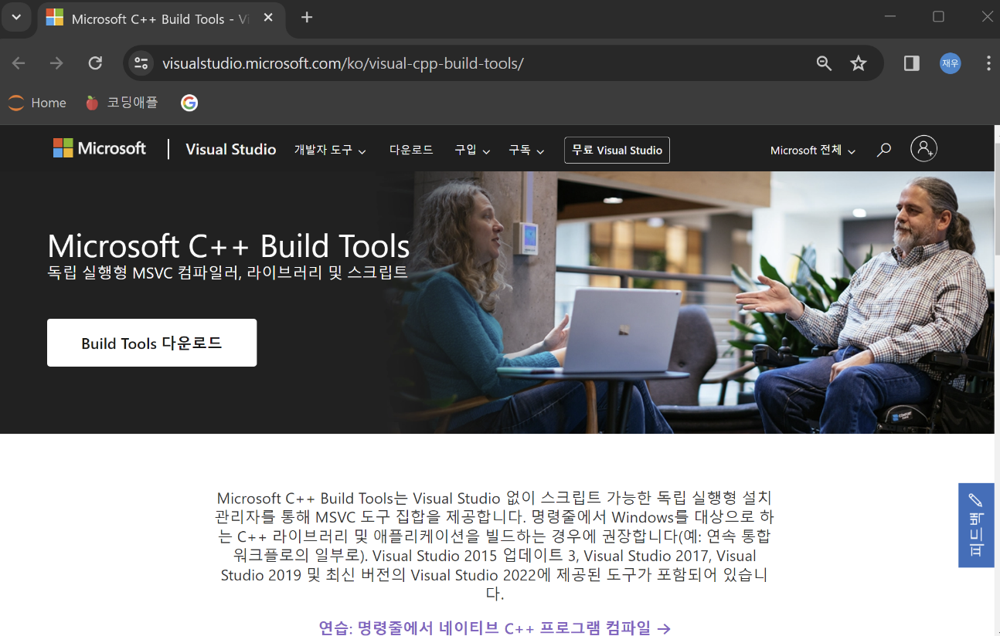 Microsoft C++ Build Tools - Vi
visualstudio.microsoft.com/ko/visual-cpp-build-tools/
재우
Home
코딩애플
Microsoft
Visual Studio
개발자 도구
다운로드
구입
구독
무료 Visual Studio
Microsoft 전체
Microsoft C++ Build Tools
독립 실행형 MSVC 컴파일러, 라이브러리 및 스크립트
Build Tools 다운로드
Microsoft C++ Build Tools는 Visual Studio 없이 스크립트 가능한 독립 실행형 설치
관리자를 통해 MSVC 도구 집합을 제공합니다. 명령줄에서 Windows를 대상으로 하
는 C++ 라이브러리 및 애플리케이션을 빌드하는 경우에 권장합니다(예: 연속 통합
워크플로의 일부로). Visual Studio 2015 업데이트 3, Visual Studio 2017, Visual
Studio 2019 및 최신 버전의 Visual Studio 2022에 제공된 도구가 포함되어 있습니
다.
피드백
연습: 명령줄에서 네이티브 C++ 프로그램 컴파일 →